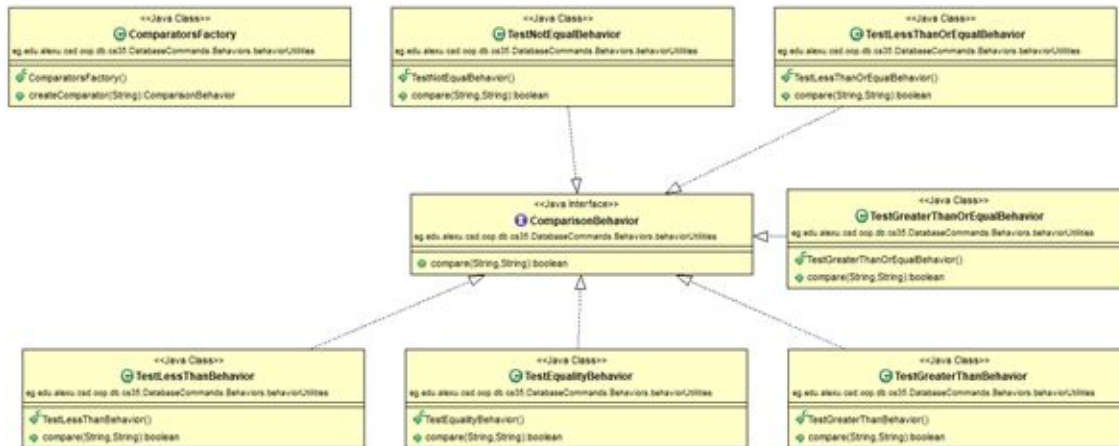 <<Java Class>>
ComparatorsFactory
eg.edu.alexu.csd.oop.db.cs35.DatabaseCommands.Behaviors.behaviorUtilities
ComparatorsFactory()
createComparator(String):ComparisonBehavior
<<Java Class>>
TestNotEqualBehavior
eg.edu.alexu.csd.oop.db.cs35.DatabaseCommands.Behaviors.behaviorUtilities
TestNotEqualBehavior()
compare(String,String):boolean
<<Java Class>>
TestLessThanOrEqualBehavior
eg.edu.alexu.csd.oop.db.cs35.DatabaseCommands.Behaviors.behaviorUtilities
TestLessThanOrEqualBehavior()
compare(String,String):boolean
<<Java Interface>>
ComparisonBehavior
eg.edu.alexu.csd.oop.db.cs35.DatabaseCommands.Behaviors.behaviorUtilities
compare(String,String):boolean
<<Java Class>>
TestGreaterThanOrEqualBehavior
eg.edu.alexu.csd.oop.db.cs35.DatabaseCommands.Behaviors.behaviorUtilities
TestGreaterThanOrEqualBehavior()
compare(String,String):boolean
<<Java Class>>
TestLessThanBehavior
eg.edu.alexu.csd.oop.db.cs35.DatabaseCommands.Behaviors.behaviorUtilities
TestLessThanBehavior()
compare(String,String):boolean
<<Java Class>>
TestEqualityBehavior
eg.edu.alexu.csd.oop.db.cs35.DatabaseCommands.Behaviors.behaviorUtilities
TestEqualityBehavior()
compare(String,String):boolean
<<Java Class>>
TestGreaterThanBehavior
eg.edu.alexu.csd.oop.db.cs35.DatabaseCommands.Behaviors.behaviorUtilities
TestGreaterThanBehavior()
compare(String,String):boolean